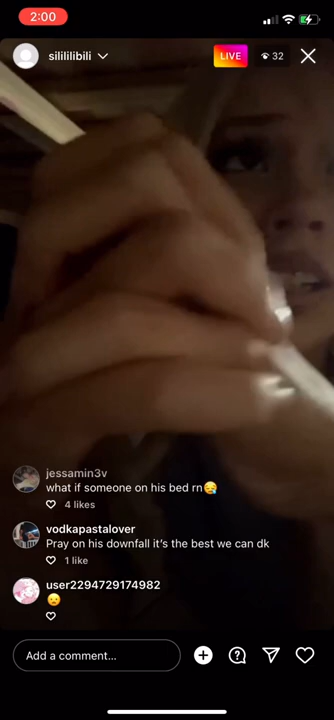 2:00
silililibili
LIVE
32
jessamin3v
what if someone on his bed rn😪
4 likes
vodkapastalover
Pray on his downfall it's the best we can dk
1 like
user2294729174982
😦
Add a comment...